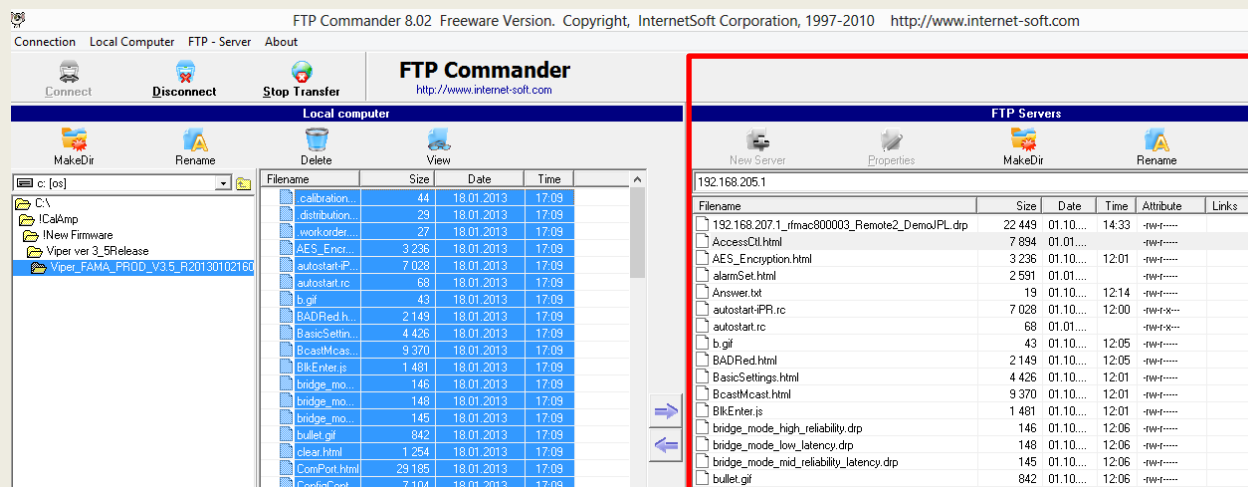 FTP Commander 8.02 Freeware Version. Copyright, InternetSoft Corporation, 1997-2010 http://www.internet-soft.com
Connection Local Computer FTP - Server About
Connect Disconnect Stop Transfer
FTP Commander
http://www.internet-soft.com
Local computer
MakeDir Rename Delete View
c: [os]
C:\
!CalAmp
!New Firmware
Viper ver 3_5Release
Viper_FAMA_PROD_V3.5_R20130102160
Filename Size Date Time
.calibration... 44 18.01.2013 17:09
.distribution... 29 18.01.2013 17:09
.workorder.... 27 18.01.2013 17:09
AES_Encr... 3 236 18.01.2013 17:09
autostart-iP... 7 028 18.01.2013 17:09
autostart.rc 68 18.01.2013 17:09
b.gif 43 18.01.2013 17:09
BADRed.h... 2 149 18.01.2013 17:09
BasicSettin... 4 426 18.01.2013 17:09
BcastMcas... 9 370 18.01.2013 17:09
BlkEnter.js 1 481 18.01.2013 17:09
bridge_mo... 146 18.01.2013 17:09
bridge_mo... 148 18.01.2013 17:09
bridge_mo... 145 18.01.2013 17:09
bullet.gif 842 18.01.2013 17:09
clear.html 1 254 18.01.2013 17:09
ComPort.html 29 185 18.01.2013 17:09
ConfigCont... 7 104 18.01.2013 17:09
FTP Servers
New Server Properties MakeDir Rename
192.168.205.1
Filename Size Date Time Attribute Links
192.168.207.1_rfmac800003_Remote2_DemoJPL.drp 22 449 01.10.... 14:33 -rw-r-----
AccessCtl.html 7 894 01.01.... -rw-r-----
AES_Encryption.html 3 236 01.10.... 12:01 -rw-r-----
alarmSet.html 2 591 01.01.... -rw-r-----
Answer.txt 19 01.10.... 12:14 -rw-r-----
autostart-iPR.rc 7 028 01.10.... 12:00 -rw-r-x---
autostart.rc 68 01.01.... -rw-r-x---
b.gif 43 01.10.... 12:05 -rw-r-----
BADRed.html 2 149 01.10.... 12:05 -rw-r-----
BasicSettings.html 4 426 01.10.... 12:01 -rw-r-----
BcastMcast.html 9 370 01.10.... 12:01 -rw-r-----
BlkEnter.js 1 481 01.10.... 12:01 -rw-r-----
bridge_mode_high_reliability.drp 146 01.10.... 12:06 -rw-r-----
bridge_mode_low_latency.drp 148 01.10.... 12:06 -rw-r-----
bridge_mode_mid_reliability_latency.drp 145 01.10.... 12:06 -rw-r-----
bullet.gif 842 01.10.... 12:06 -rw-r-----